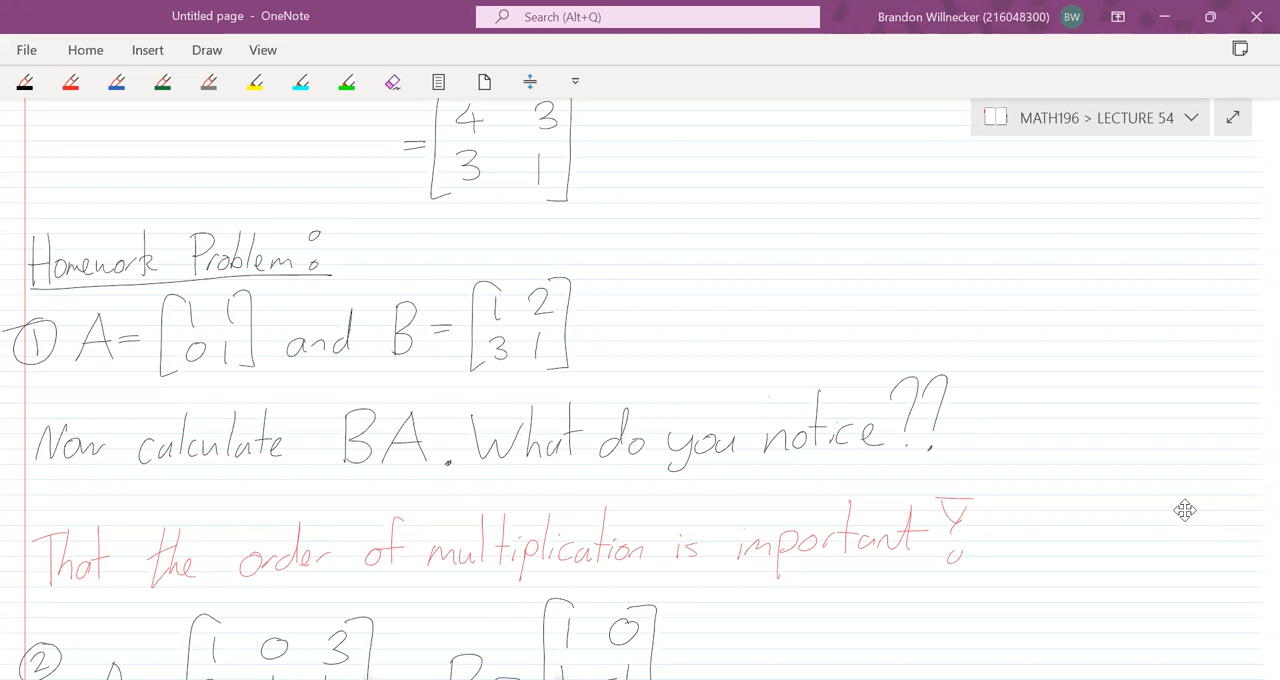 Untitled page - OneNote
Search (Alt+Q)
Brandon Willnecker (216048300) BW
File Home Insert Draw View
MATH196 > LECTURE 54
= [4 3
3 1]
Homework Problem:
① A = [1 1
0 1] and B = [1 2
3 1]
Now calculate BA. What do you notice??
That the order of multiplication is important!
② 1 0 3 1 0